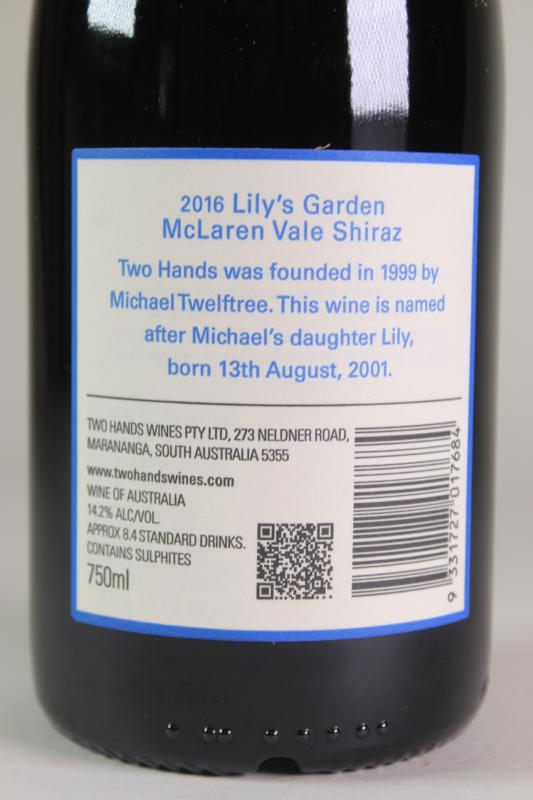 2016 Lily's Garden
McLaren Vale Shiraz
Two Hands was founded in 1999 by
Michael Twelftree. This wine is named
after Michael's daughter Lily,
born 13th August, 2001.
TWO HANDS WINES PTY LTD, 273 NELDNER ROAD,
MARANANGA, SOUTH AUSTRALIA 5355
www.twohandswines.com
WINE OF AUSTRALIA
14.2% ALC/VOL.
APPROX 8.4 STANDARD DRINKS.
CONTAINS SULPHITES
750ml
9 331727 017684